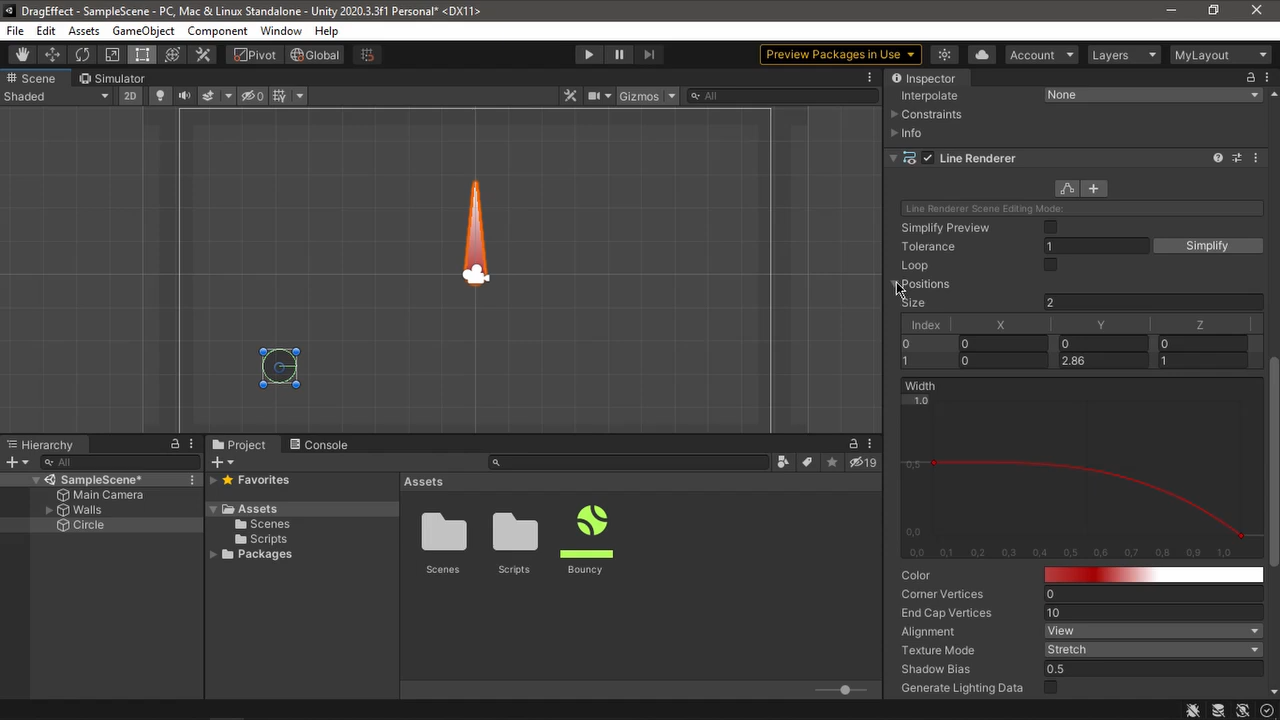 DragEffect - SampleScene - PC, Mac & Linux Standalone - Unity 2020.3.3f1 Personal* <DX11>
File Edit Assets GameObject Component Window Help
Pivot Global Preview Packages in Use Account Layers MyLayout
Scene Simulator Inspector
Shaded 2D 0 Gizmos All
Interpolate None
Constraints
Info
Line Renderer
Line Renderer Scene Editing Mode:
Simplify Preview
Tolerance 1 Simplify
Loop
Positions
Size 2
Index X Y Z
0 0 0 0
1 0 2.86 1
Width
1.0
0,5
0,0
0,0 0,1 0,2 0,3 0,4 0,5 0,6 0,7 0,8 0,9 1,0
Color
Corner Vertices 0
End Cap Vertices 10
Alignment View
Texture Mode Stretch
Shadow Bias 0.5
Generate Lighting Data
Hierarchy
All
SampleScene*
Main Camera
Walls
Circle
Project Console
19
Favorites
Assets
Scenes
Scripts
Packages
Assets
Scenes Scripts Bouncy